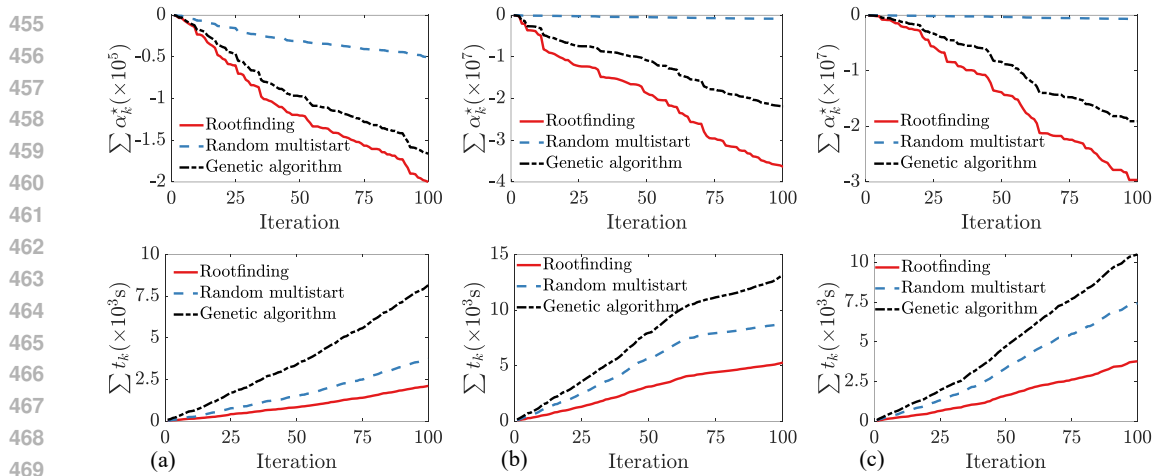 455
456
457
458
459
460
461
462
463
464
465
466
467
468
469
0
-0.5
-1
-1.5
-2
∑ α*k (×10^5)
Rootfinding
Random multistart
Genetic algorithm
0 25 50 75 100
Iteration
0
-1
-2
-3
-4
∑ α*k (×10^7)
Rootfinding
Random multistart
Genetic algorithm
0 25 50 75 100
Iteration
0
-1
-2
-3
∑ α*k (×10^7)
Rootfinding
Random multistart
Genetic algorithm
0 25 50 75 100
Iteration
10
7.5
5
2.5
0
∑ tk (×10^3s)
Rootfinding
Random multistart
Genetic algorithm
0 25 50 75 100
(a) Iteration
15
10
5
0
∑ tk (×10^3s)
Rootfinding
Random multistart
Genetic algorithm
0 25 50 75 100
(b) Iteration
10
7.5
5
2.5
0
∑ tk (×10^3s)
Rootfinding
Random multistart
Genetic algorithm
0 25 50 75 100
(c) Iteration